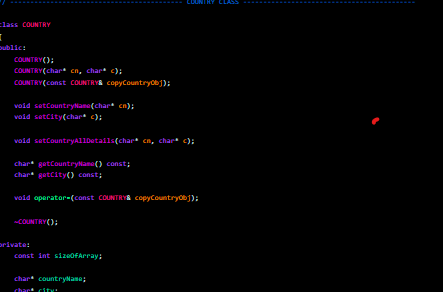 // ---------------------------------------- COUNTRY CLASS ----------------------------------------
class COUNTRY
{
public:
COUNTRY();
COUNTRY(char* cn, char* c);
COUNTRY(const COUNTRY& copyCountryObj);
void setCountryName(char* cn);
void setCity(char* c);
void setCountryAllDetails(char* cn, char* c);
char* getCountryName() const;
char* getCity() const;
void operator=(const COUNTRY& copyCountryObj);
~COUNTRY();
private:
const int sizeOfArray;
char* countryName;
char* city;